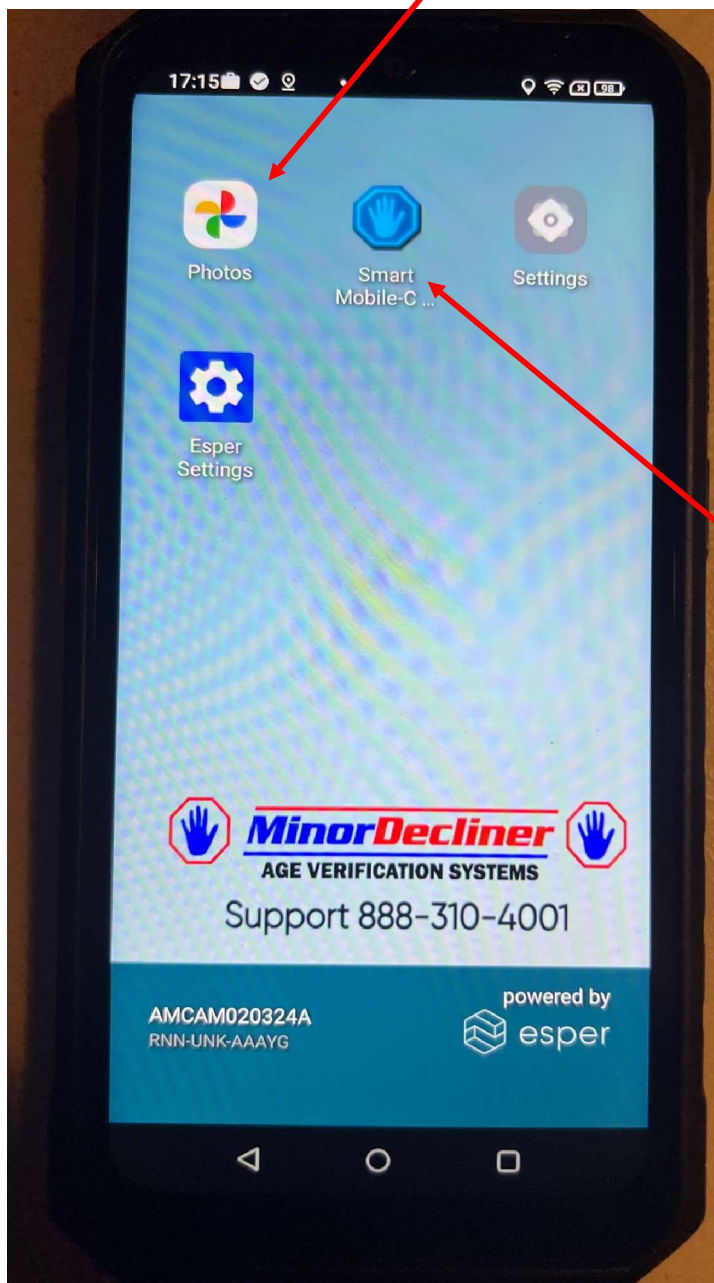 17:15
98
Photos
Smart
Mobile-C ...
Settings
Esper
Settings
MinorDecliner
AGE VERIFICATION SYSTEMS
Support 888-310-4001
AMCAM020324A
RNN-UNK-AAAYG
powered by
esper